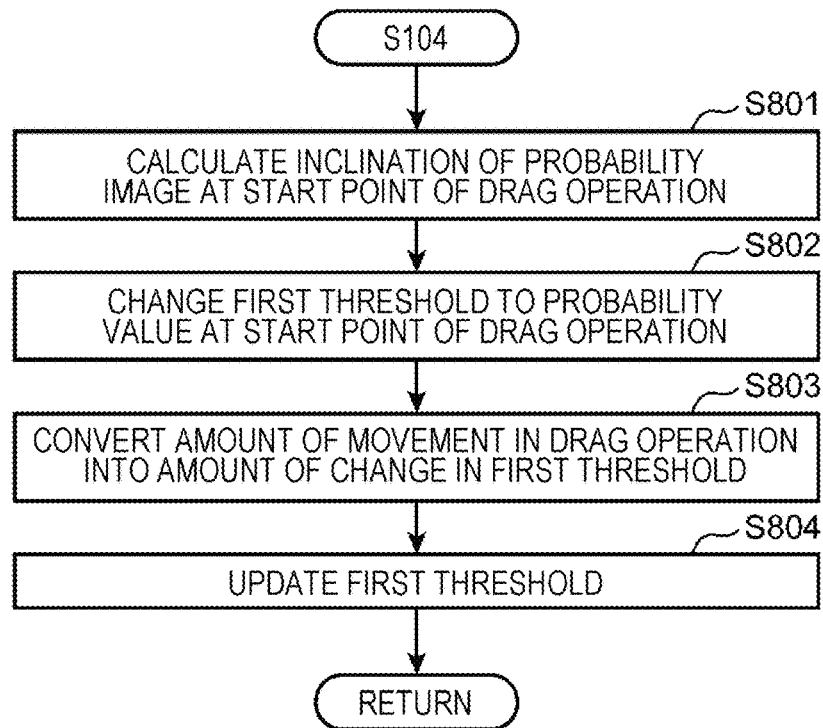 S104
S801
CALCULATE INCLINATION OF PROBABILITY
IMAGE AT START POINT OF DRAG OPERATION
S802
CHANGE FIRST THRESHOLD TO PROBABILITY
VALUE AT START POINT OF DRAG OPERATION
S803
CONVERT AMOUNT OF MOVEMENT IN DRAG OPERATION
INTO AMOUNT OF CHANGE IN FIRST THRESHOLD
S804
UPDATE FIRST THRESHOLD
RETURN